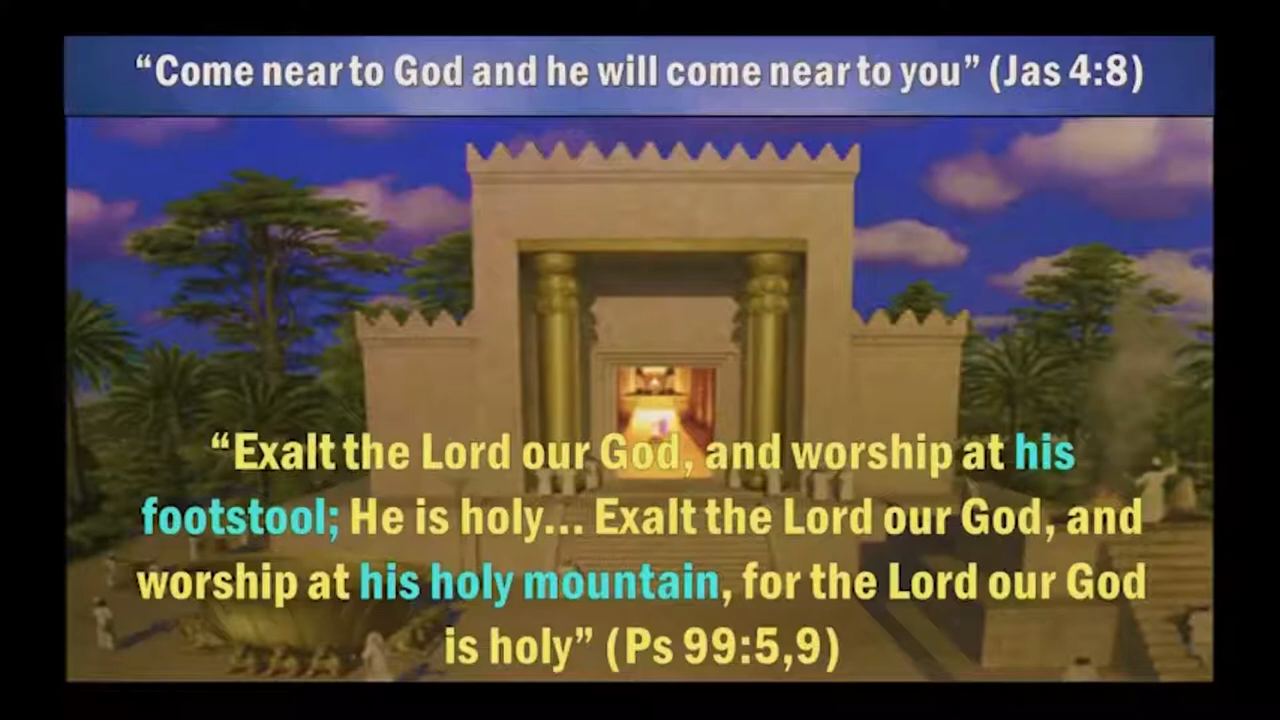 “Come near to God and he will come near to you” (Jas 4:8)
“Exalt the Lord our God, and worship at his
footstool; He is holy... Exalt the Lord our God, and
worship at his holy mountain, for the Lord our God
is holy” (Ps 99:5,9)